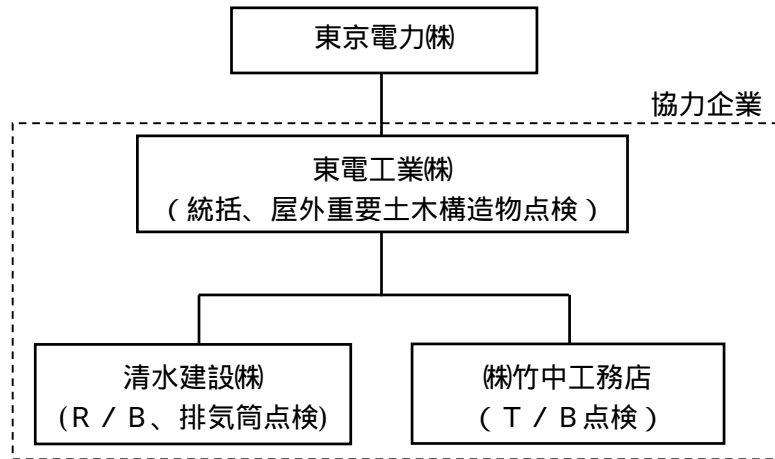 東京電力㈱
協力企業
東電工業㈱
(統括、屋外重要土木構造物点検)
清水建設㈱
(R/B、排気筒点検)
㈱竹中工務店
(T/B点検)